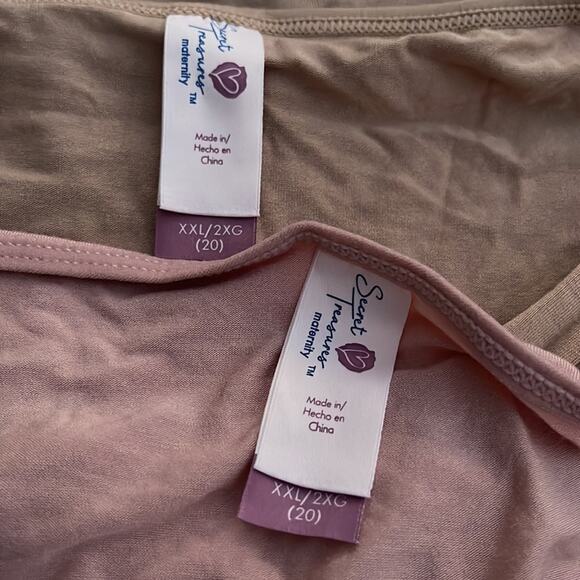 Secret
Treasures
maternity TM
Made in/
Hecho en
China
XXL/2XG
(20)
Secret
Treasures
maternity TM
Made in/
Hecho en
China
XXL/2XG
(20)